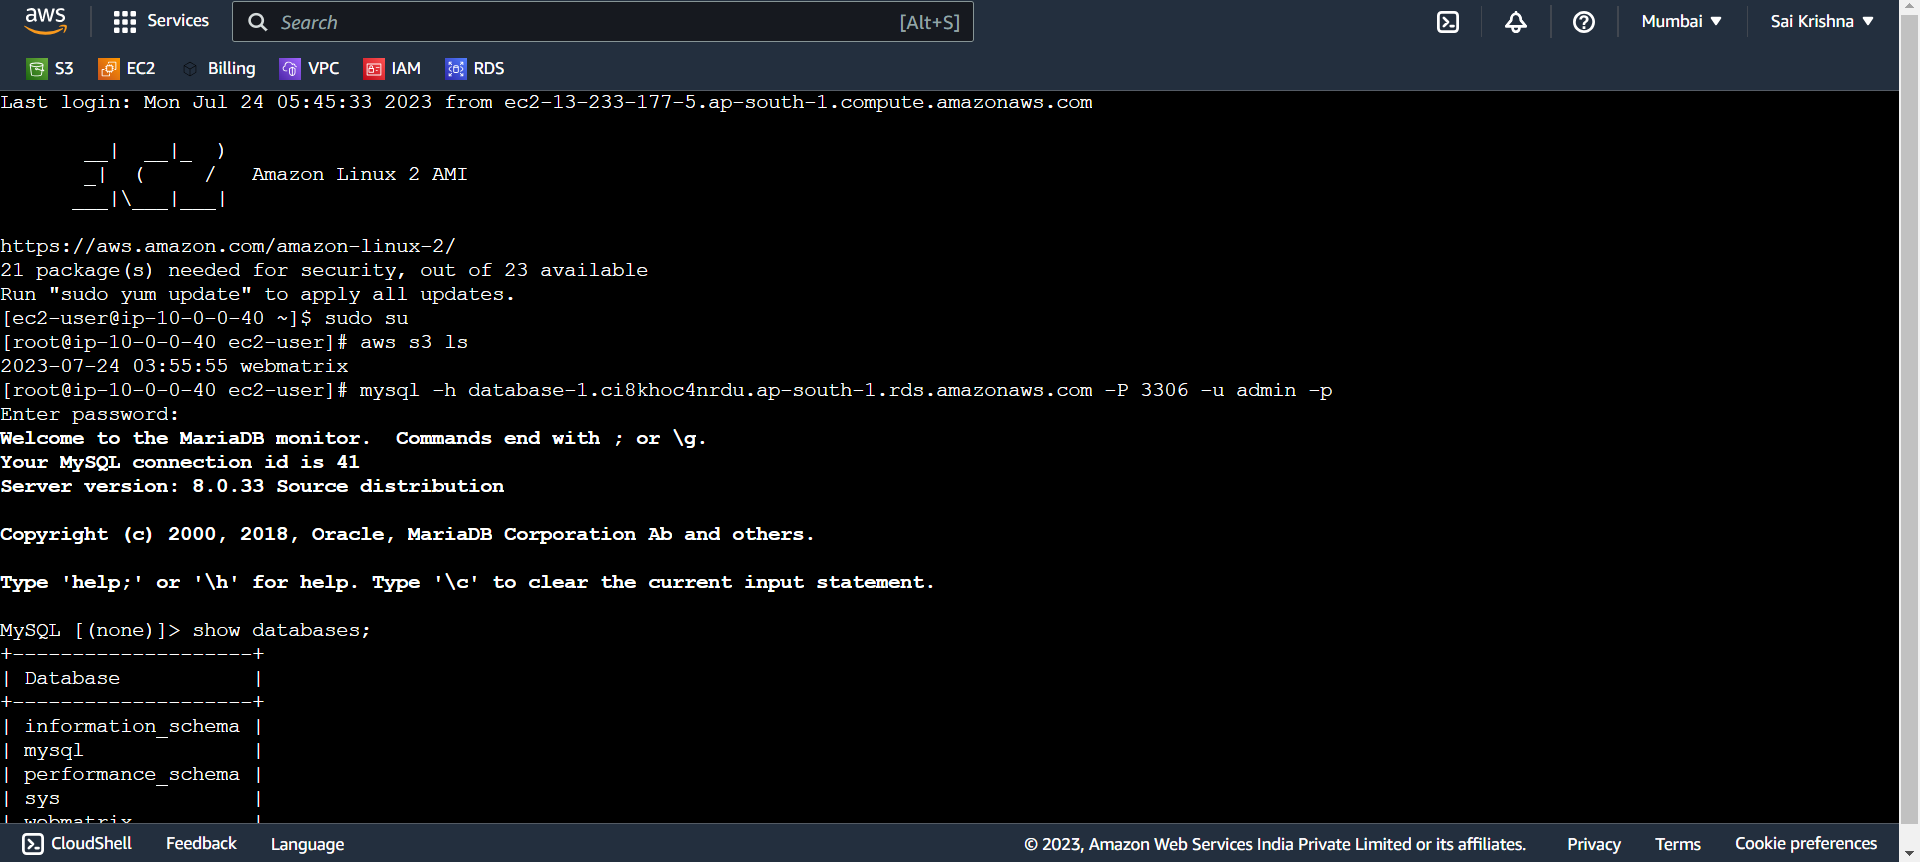 aws Services Search [Alt+S] Mumbai ▼ Sai Krishna ▼
S3 EC2 Billing VPC IAM RDS
Last login: Mon Jul 24 05:45:33 2023 from ec2-13-233-177-5.ap-south-1.compute.amazonaws.com
       __|  __|_  )
       _|  (     /   Amazon Linux 2 AMI
      ___|\___|___|
https://aws.amazon.com/amazon-linux-2/
21 package(s) needed for security, out of 23 available
Run "sudo yum update" to apply all updates.
[ec2-user@ip-10-0-0-40 ~]$ sudo su
[root@ip-10-0-0-40 ec2-user]# aws s3 ls
2023-07-24 03:55:55 webmatrix
[root@ip-10-0-0-40 ec2-user]# mysql -h database-1.ci8khoc4nrdu.ap-south-1.rds.amazonaws.com -P 3306 -u admin -p
Enter password:
Welcome to the MariaDB monitor.  Commands end with ; or \g.
Your MySQL connection id is 41
Server version: 8.0.33 Source distribution
Copyright (c) 2000, 2018, Oracle, MariaDB Corporation Ab and others.
Type 'help;' or '\h' for help. Type '\c' to clear the current input statement.
MySQL [(none)]> show databases;
+--------------------+
| Database           |
+--------------------+
| information_schema |
| mysql              |
| performance_schema |
| sys                |
| webmatrix          |
CloudShell Feedback Language © 2023, Amazon Web Services India Private Limited or its affiliates. Privacy Terms Cookie preferences